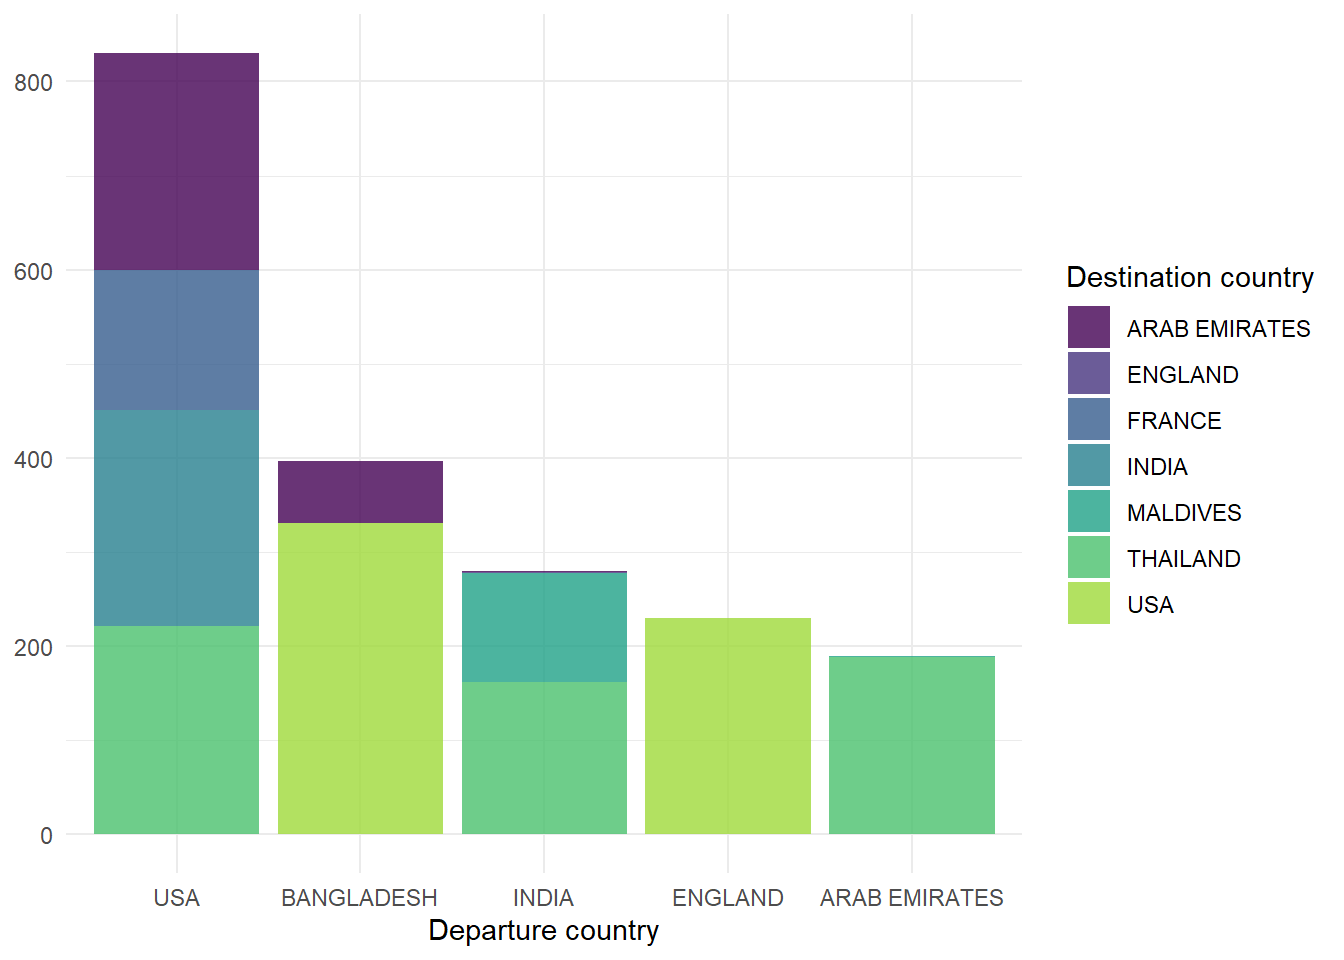 800
600
400
200
0
USA BANGLADESH INDIA ENGLAND ARAB EMIRATES
Departure country
Destination country
ARAB EMIRATES
ENGLAND
FRANCE
INDIA
MALDIVES
THAILAND
USA